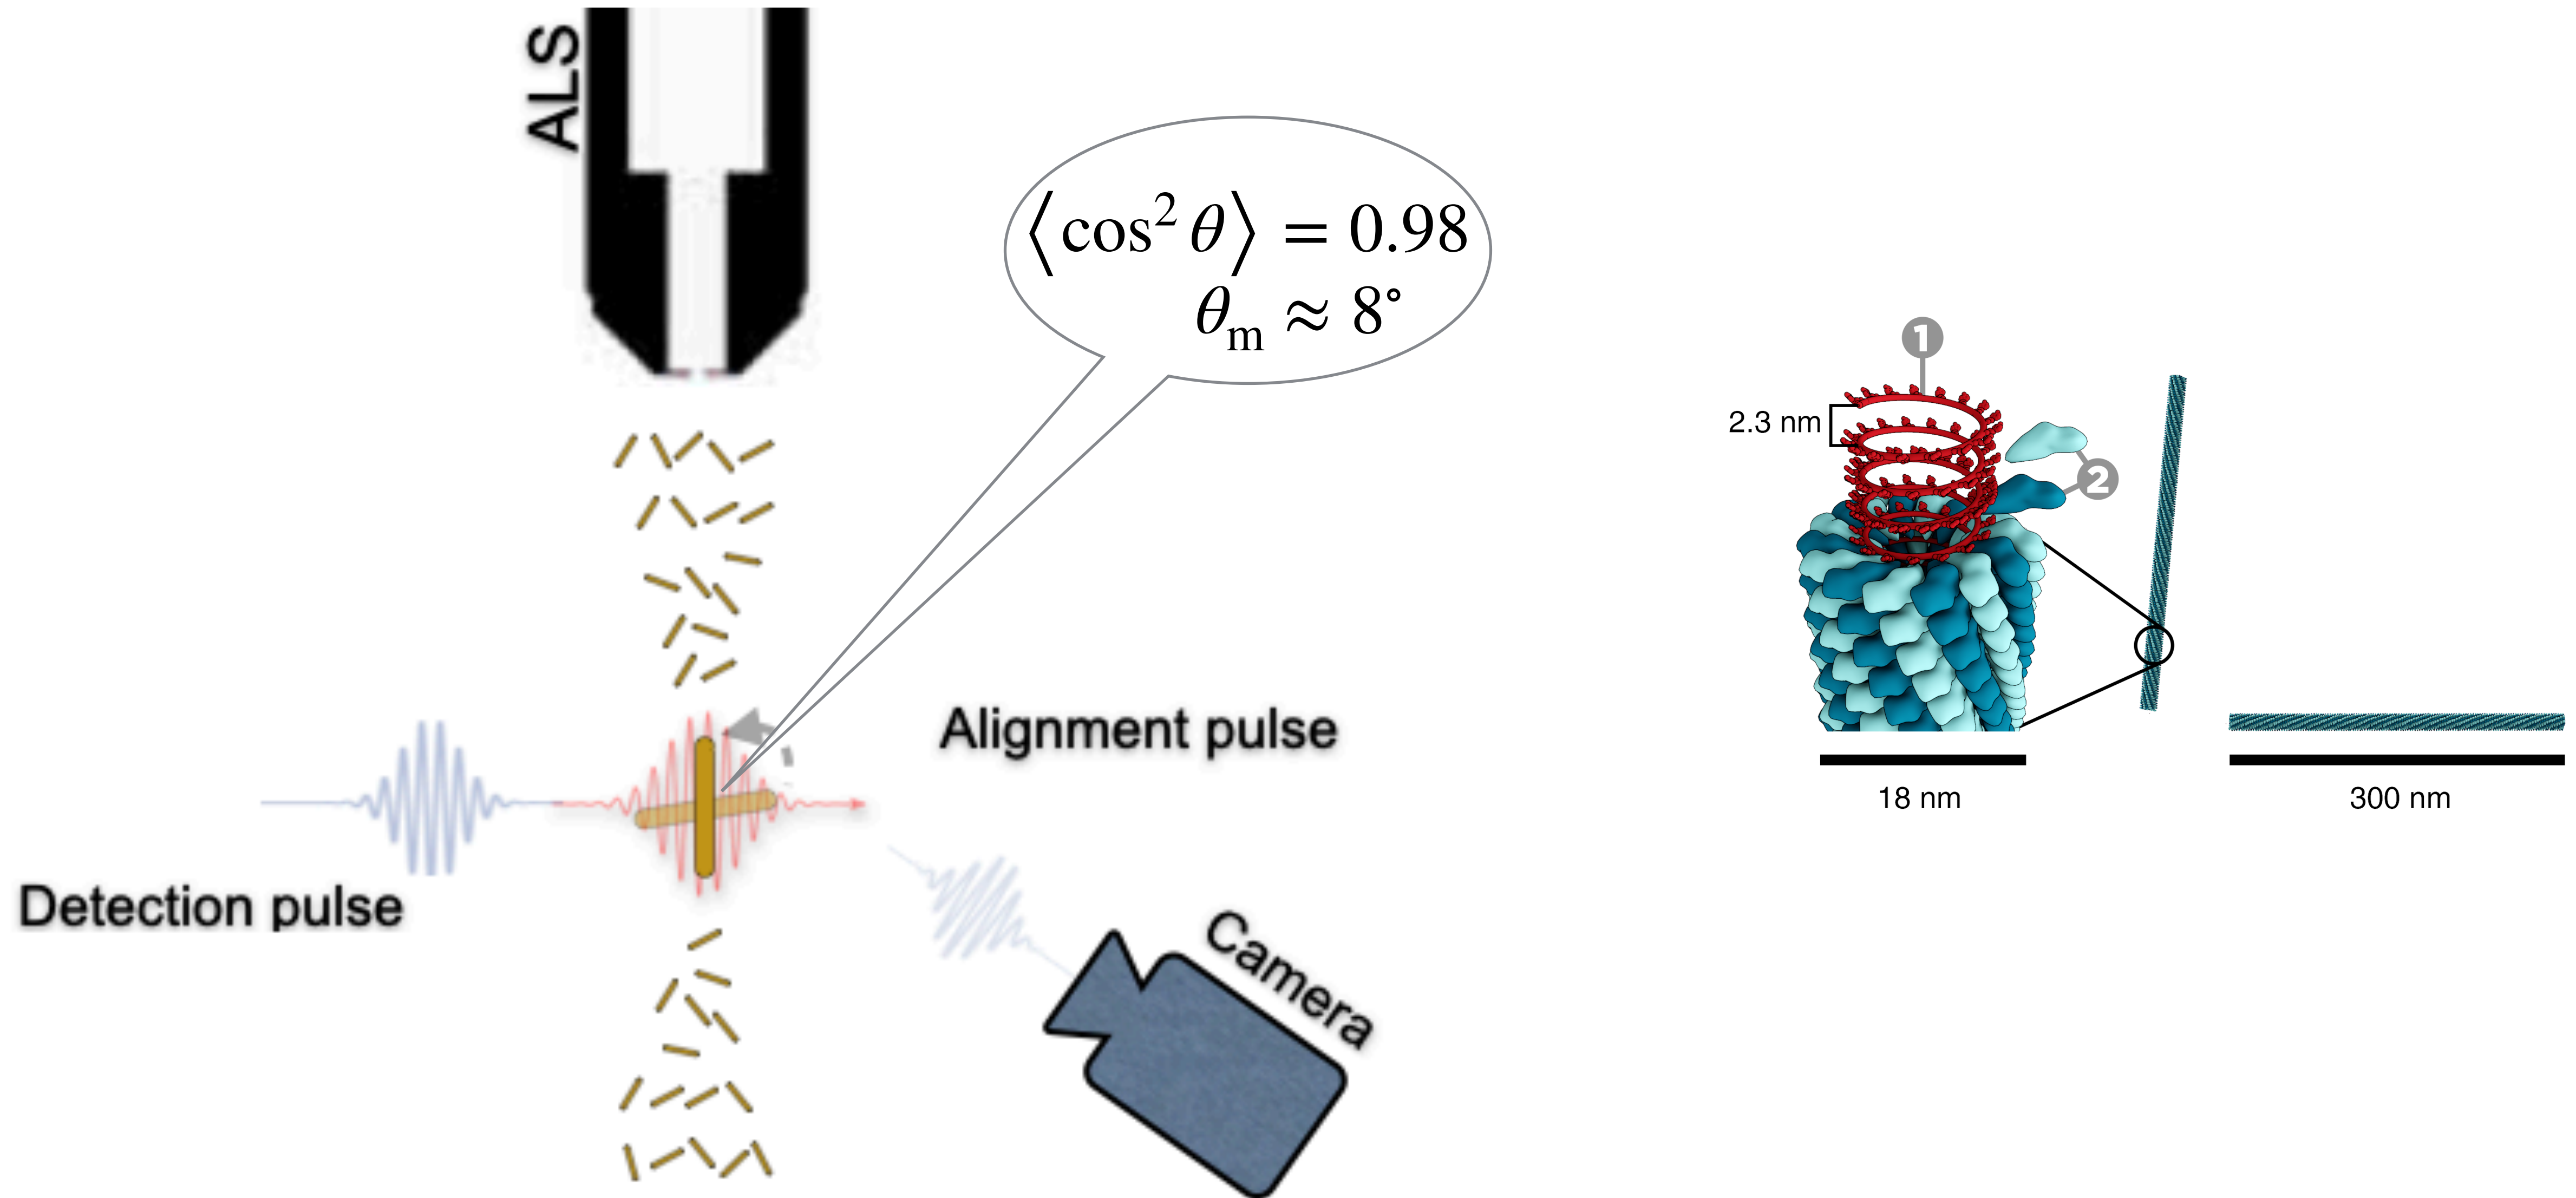 ALS
⟨cos² θ⟩ = 0.98
θm ≈ 8°
Alignment pulse
Detection pulse
Camera
1
2.3 nm
2
18 nm
300 nm